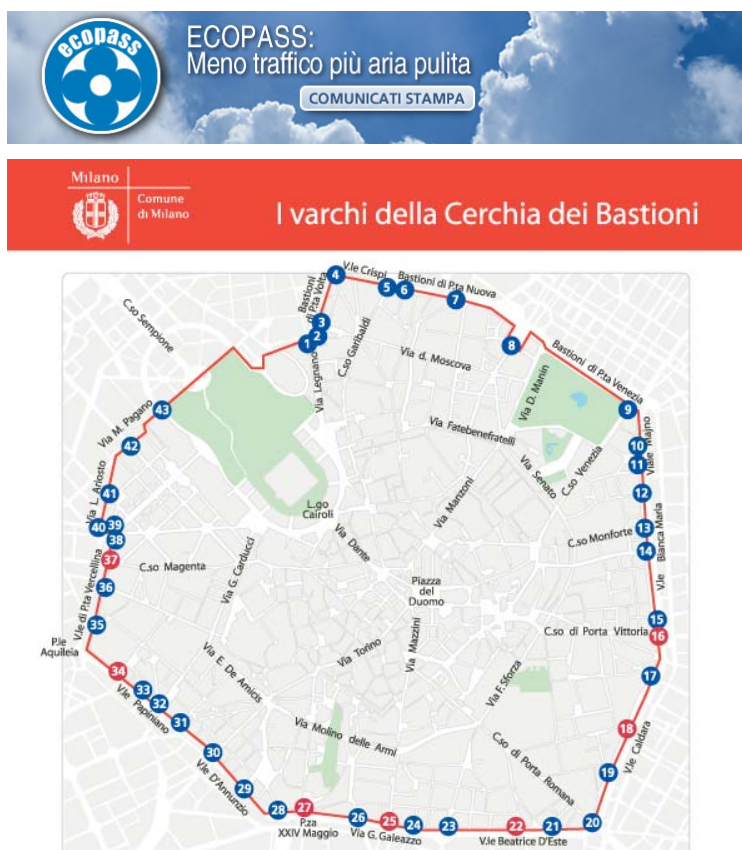 ecopass
ECOPASS:
Meno traffico più aria pulita
COMUNICATI STAMPA
Milano
Comune
di Milano
I varchi della Cerchia dei Bastioni
V.le Crispi
Bastioni di P.ta Nuova
Bastioni
di P.ta Volta
4
5
6
7
3
2
1
8
C.so Sempione
Via Legnano
C.so Garibaldi
Via d. Moscova
Via D. Manin
Bastioni di P.ta Venezia
Via M. Pagano
43
9
42
Via Fatebenefratelli
10
11
Viale Majno
Via Senato
C.so Venezia
Via L. Ariosto
41
12
Via Manzoni
L.go
Cairoli
40
39
38
13
C.so Monforte
14
V.le Bianca Maria
Via Dante
37
C.so Magenta
Via G. Carducci
V.le di P.ta Vercellina
36
Piazza
del
Duomo
35
15
C.so di Porta Vittoria
16
P.le
Aquileia
Via Torino
Via Mazzini
34
Via E. De Amicis
Via F. Sforza
17
33
32
V.le Papiniano
31
18
V.le Caldara
Via Molino delle Armi
C.so di Porta Romana
30
19
V.le D'Annunzio
29
28
27
P.za
XXIV Maggio
26
25
Via G. Galeazzo
24
23
22
21
20
V.le Beatrice D'Este